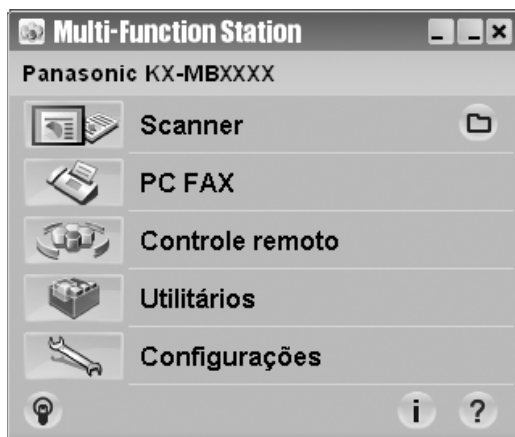 Multi-Function Station
Panasonic KX-MBXXXX
Scanner
PC FAX
Controle remoto
Utilitários
Configurações
i ?